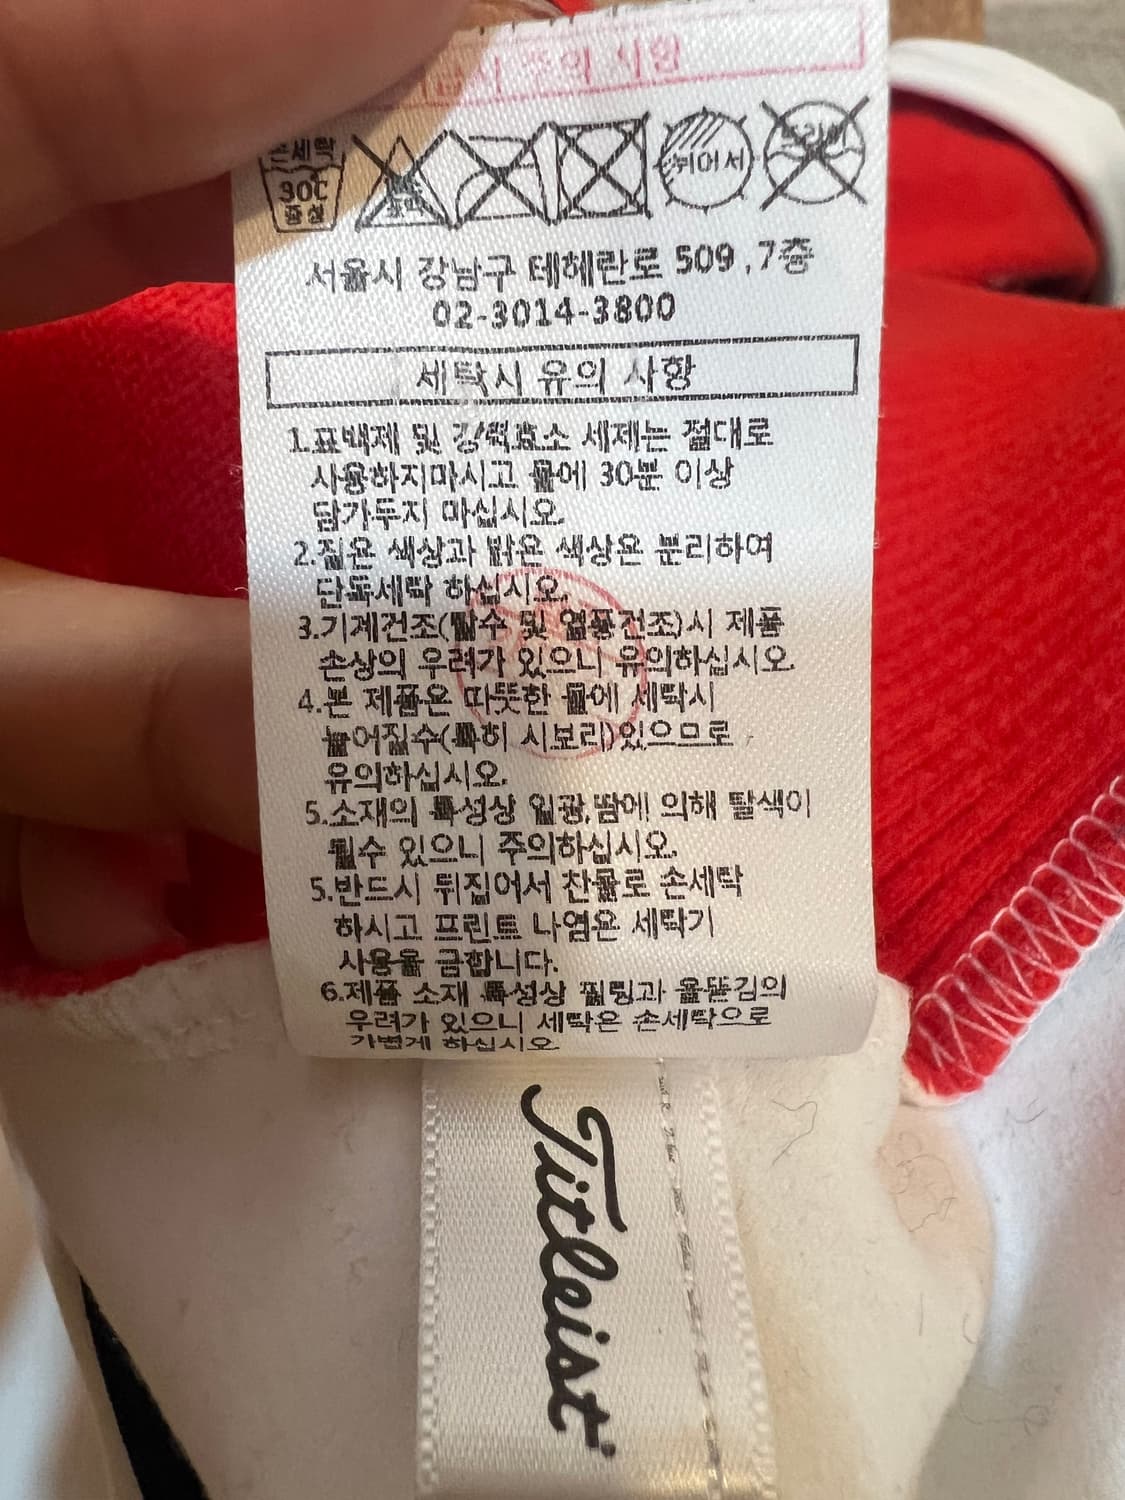 주의 사항
손세탁
30C
중성
뉘어서
드라이
서울시 강남구 테헤란로 509 ,7층
02-3014-3800
세탁시 유의 사항
1.표백제 및 강력효소 세제는 절대로
사용하지마시고 물에 30분 이상
담가두지 마십시오.
2.짙은 색상과 밝은 색상은 분리하여
단독세탁 하십시오.
3.기계건조(탈수 및 열풍건조)시 제품
손상의 우려가 있으니 유의하십시오.
4.본 제품은 따뜻한 물에 세탁시
늘어질수(특히 시보리)있으므로
유의하십시오.
5.소재의 특성상 일광,땀에 의해 탈색이
될수 있으니 주의하십시오.
5.반드시 뒤집어서 찬물로 손세탁
하시고 프린트 나염은 세탁기
사용을 금합니다.
6.제품 소재 특성상 필링과 올뜯김의
우려가 있으니 세탁은 손세탁으로
가볍게 하십시오.
Titleist